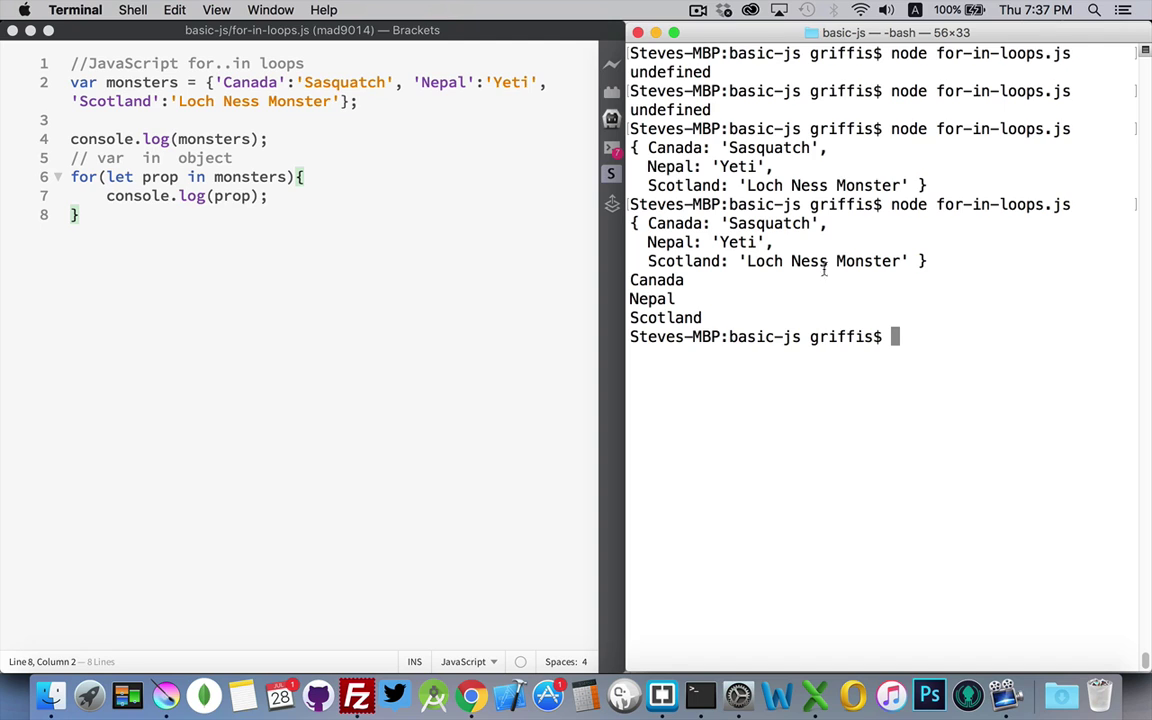 Terminal Shell Edit View Window Help
A 100% Thu 7:37 PM
basic-js/for-in-loops.js (mad9014) — Brackets
1 //JavaScript for..in loops
2 var monsters = {'Canada':'Sasquatch', 'Nepal':'Yeti',
'Scotland':'Loch Ness Monster'};
3
4 console.log(monsters);
5 // var in object
6 for(let prop in monsters){
7 console.log(prop);
8 }
Line 8, Column 2 — 8 Lines
INS JavaScript Spaces: 4
7
S
basic-js — -bash — 56×33
[Steves-MBP:basic-js griffis$ node for-in-loops.js ]
undefined
[Steves-MBP:basic-js griffis$ node for-in-loops.js ]
undefined
[Steves-MBP:basic-js griffis$ node for-in-loops.js ]
{ Canada: 'Sasquatch',
Nepal: 'Yeti',
Scotland: 'Loch Ness Monster' }
[Steves-MBP:basic-js griffis$ node for-in-loops.js ]
{ Canada: 'Sasquatch',
Nepal: 'Yeti',
Scotland: 'Loch Ness Monster' }
Canada
Nepal
Scotland
Steves-MBP:basic-js griffis$
28 1 Fz 1 W X Ps